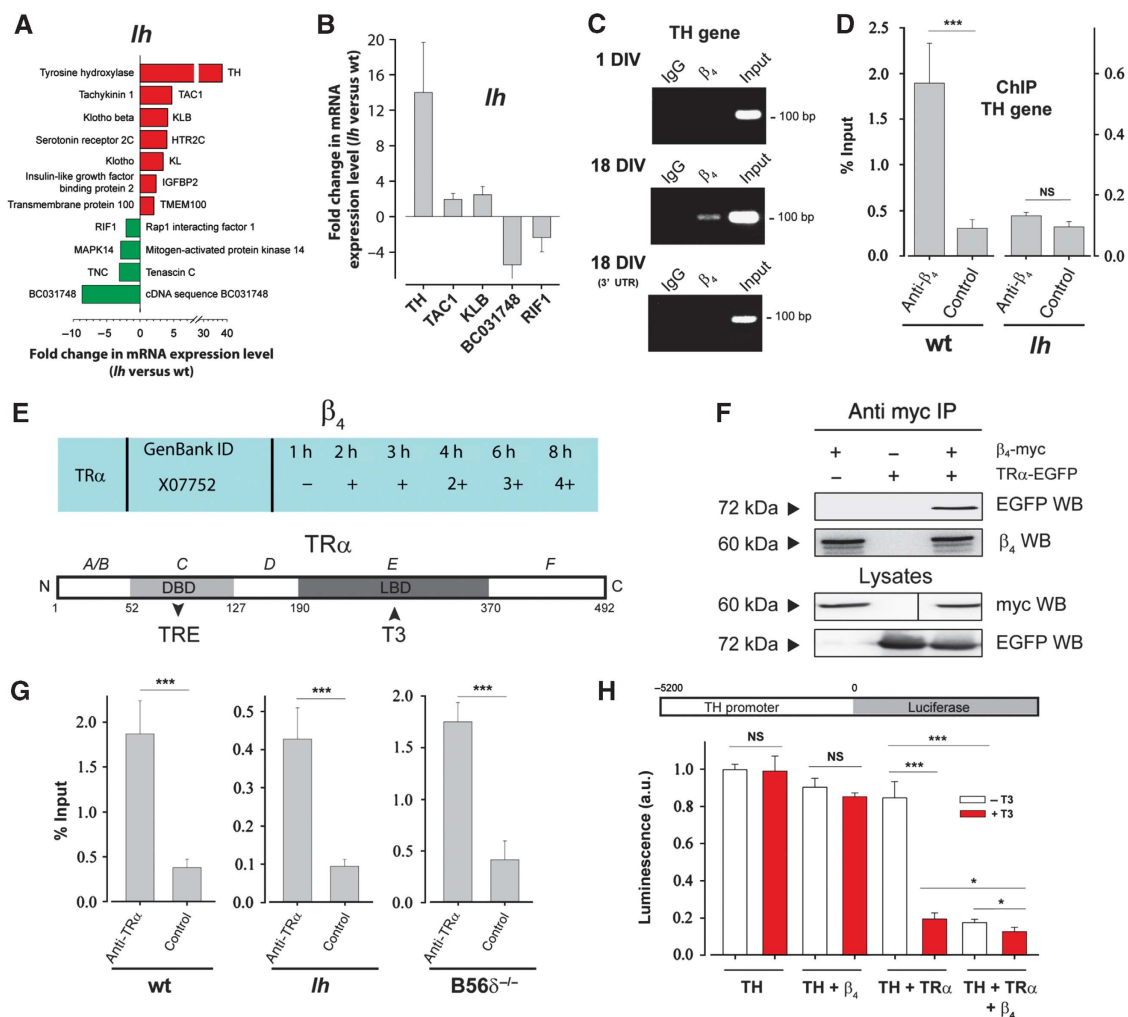 A
lh
Tyrosine hydroxylase TH
Tachykinin 1 TAC1
Klotho beta KLB
Serotonin receptor 2C HTR2C
Klotho KL
Insulin-like growth factor
binding protein 2 IGFBP2
Transmembrane protein 100 TMEM100
RIF1 Rap1 interacting factor 1
MAPK14 Mitogen-activated protein kinase 14
TNC Tenascin C
BC031748 cDNA sequence BC031748
−10 −5 0 5 30 40
Fold change in mRNA expression level
(lh versus wt)
B
Fold change in mRNA
expression level (lh versus wt)
20
16
12
8
4
0
−4
lh
TH TAC1 KLB BC031748 RIF1
C
TH gene
1 DIV
IgG β4 Input
- 100 bp
18 DIV
IgG β4 Input
- 100 bp
18 DIV
(3' UTR)
IgG β4 Input
- 100 bp
D
% Input
2.5
2.0
1.5
1.0
0.5
0.0
***
ChIP
TH gene
NS
0.6
0.4
0.2
0.0
Anti-β4 Control Anti-β4 Control
wt lh
E
β4
TRα
GenBank ID 1 h 2 h 3 h 4 h 6 h 8 h
X07752 − + + 2+ 3+ 4+
TRα
A/B C D E F
N DBD LBD C
1 52 127 190 370 492
TRE T3
F
Anti myc IP
+ − + β4-myc
− + + TRα-EGFP
72 kDa EGFP WB
60 kDa β4 WB
Lysates
60 kDa myc WB
72 kDa EGFP WB
G
% Input
***
2.0
1.5
1.0
0.5
0.0
Anti-TRα Control
wt
***
0.5
0.4
0.3
0.2
0.1
0.0
Anti-TRα Control
lh
***
2.0
1.5
1.0
0.5
0.0
Anti-TRα Control
B56δ−/−
H
−5200 0
TH promoter Luciferase
Luminescence (a.u.)
1.0
0.8
0.6
0.4
0.2
0.0
NS
NS
***
***
− T3
+ T3
*
*
TH TH + β4 TH + TRα TH + TRα
+ β4